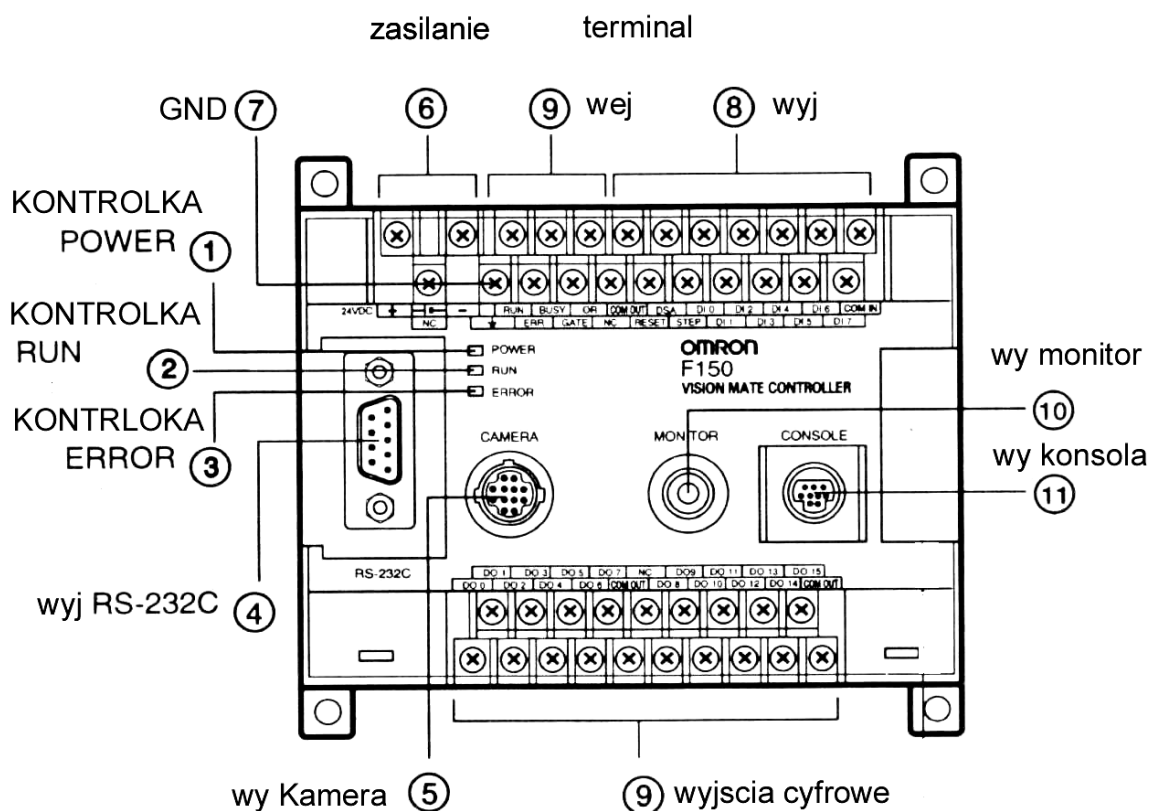 zasilanie terminal
GND 7 6 9 wej 8 wyj
KONTROLKA
POWER 1
24VDC + NC - RUN BUSY OR COM OUT DSA DI 0 DI 2 DI 4 DI 6 COM IN
ERR GATE NC RESET STEP DI 1 DI 3 DI 5 DI 7
KONTROLKA
RUN 2
POWER
RUN
ERROR
OMRON
F150
VISION MATE CONTROLLER
wy monitor
10
KONTRLOKA
ERROR 3
CAMERA MONITOR CONSOLE
wy konsola
11
RS-232C
DO 1 DO 3 DO 5 DO 7 NC DO9 DO 11 DO 13 DO 15
DO 0 DO 2 DO 4 DO 6 COM OUT DO 8 DO 10 DO 12 DO 14 COM OUT
wyj RS-232C 4
wy Kamera 5 9 wyjscia cyfrowe